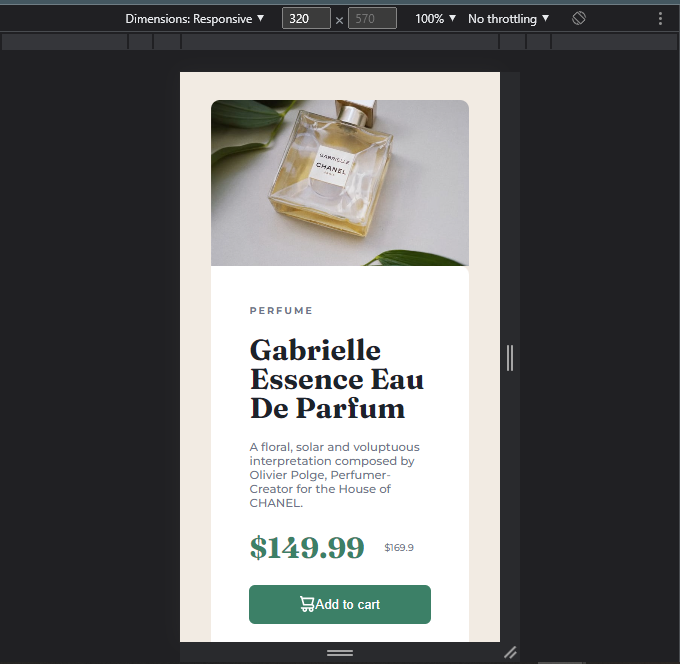 Dimensions: Responsive ▼ 320 × 570 100% ▼ No throttling ▼
GABRIELLE
CHANEL
PERFUME
Gabrielle
Essence Eau
De Parfum
A floral, solar and voluptuous
interpretation composed by
Olivier Polge, Perfumer-
Creator for the House of
CHANEL.
$149.99 $169.9
Add to cart